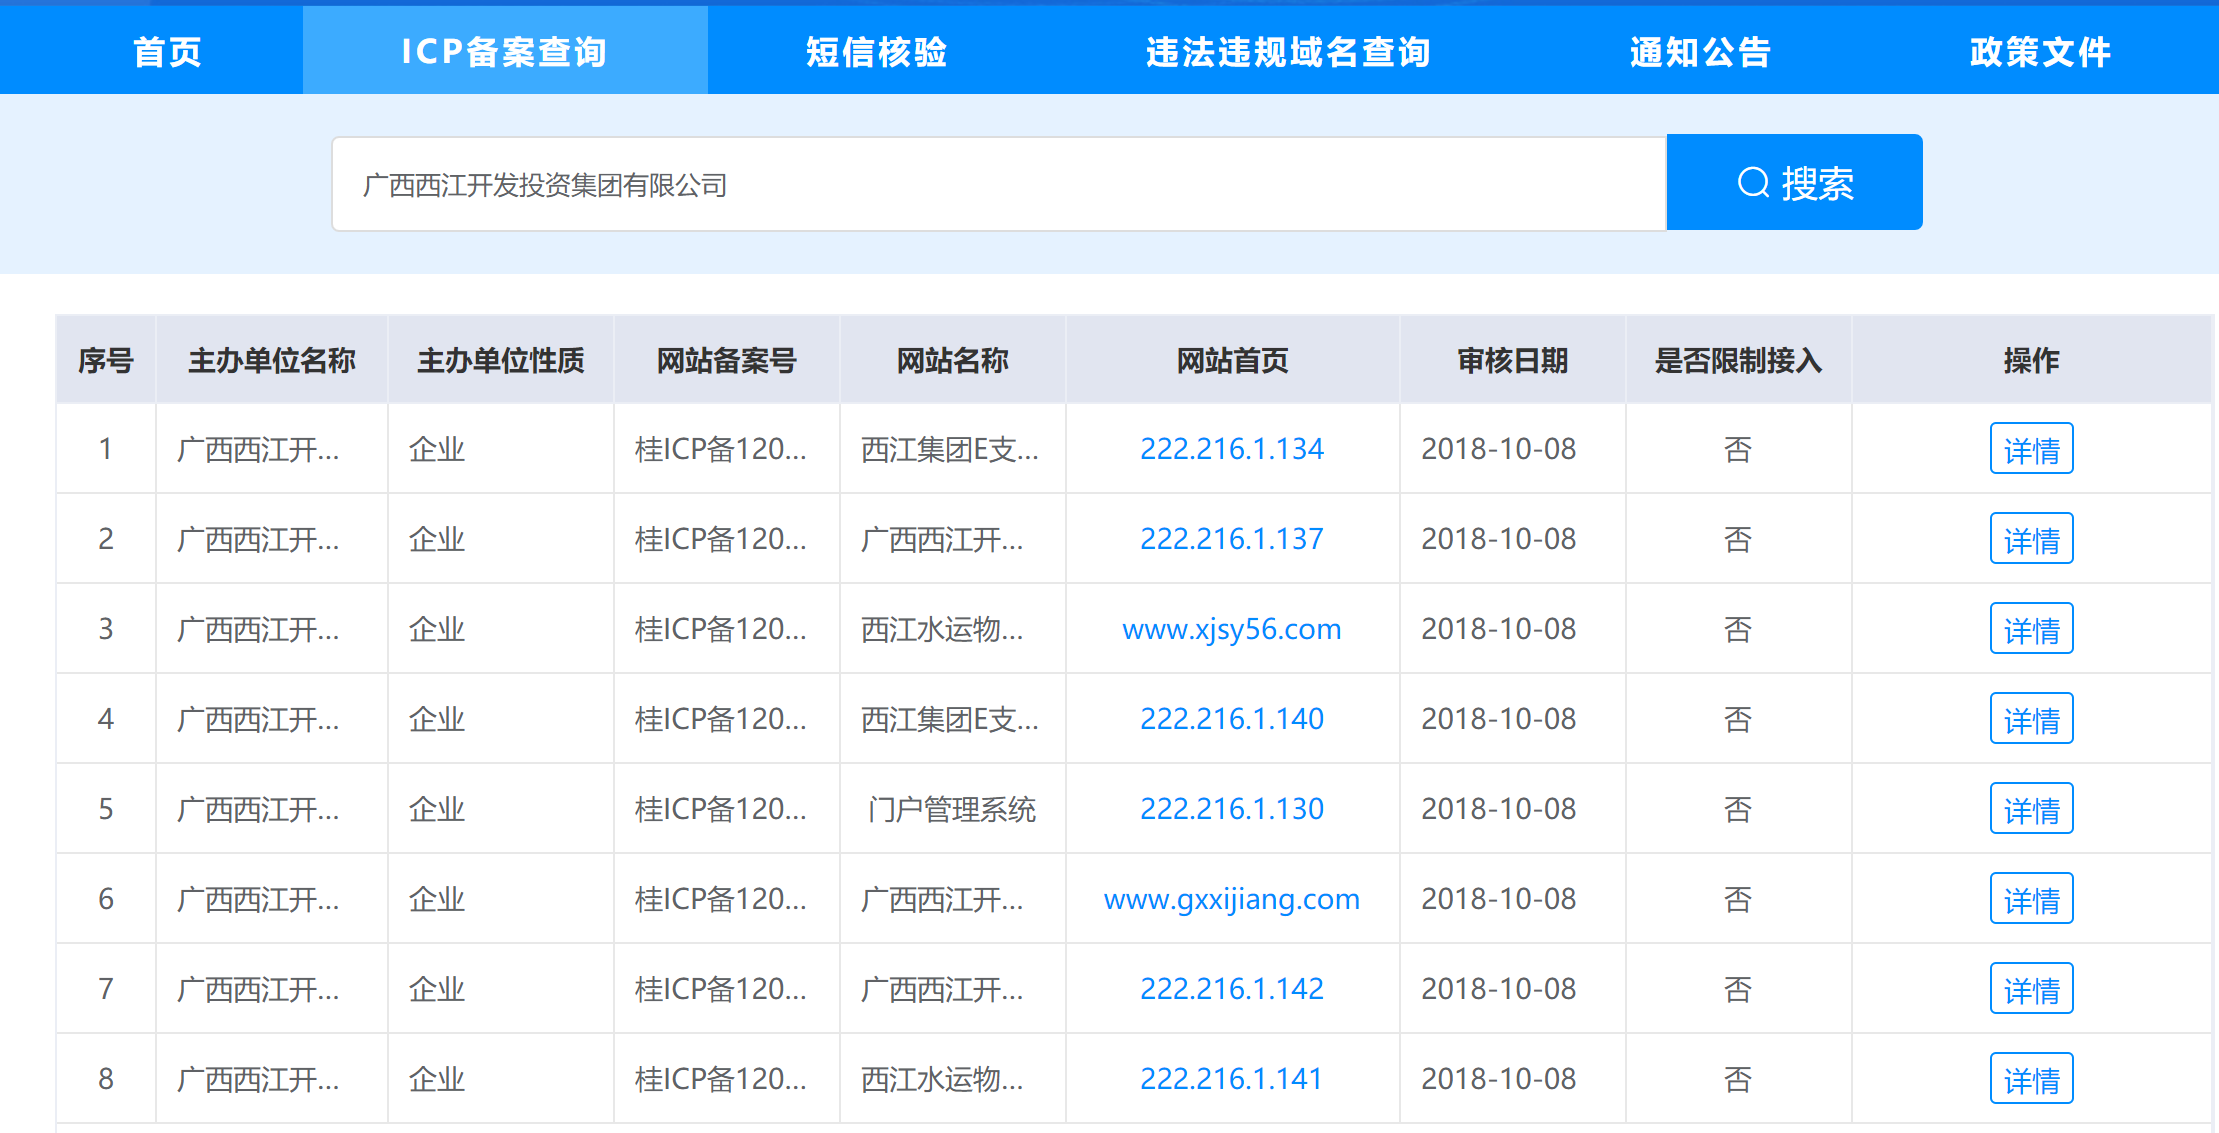 首页 ICP备案查询 短信核验 违法违规域名查询 通知公告 政策文件
广西西江开发投资集团有限公司 搜索
序号 主办单位名称 主办单位性质 网站备案号 网站名称 网站首页 审核日期 是否限制接入 操作
1 广西西江开... 企业 桂ICP备120... 西江集团E支... 222.216.1.134 2018-10-08 否 详情
2 广西西江开... 企业 桂ICP备120... 广西西江开... 222.216.1.137 2018-10-08 否 详情
3 广西西江开... 企业 桂ICP备120... 西江水运物... www.xjsy56.com 2018-10-08 否 详情
4 广西西江开... 企业 桂ICP备120... 西江集团E支... 222.216.1.140 2018-10-08 否 详情
5 广西西江开... 企业 桂ICP备120... 门户管理系统 222.216.1.130 2018-10-08 否 详情
6 广西西江开... 企业 桂ICP备120... 广西西江开... www.gxxijiang.com 2018-10-08 否 详情
7 广西西江开... 企业 桂ICP备120... 广西西江开... 222.216.1.142 2018-10-08 否 详情
8 广西西江开... 企业 桂ICP备120... 西江水运物... 222.216.1.141 2018-10-08 否 详情